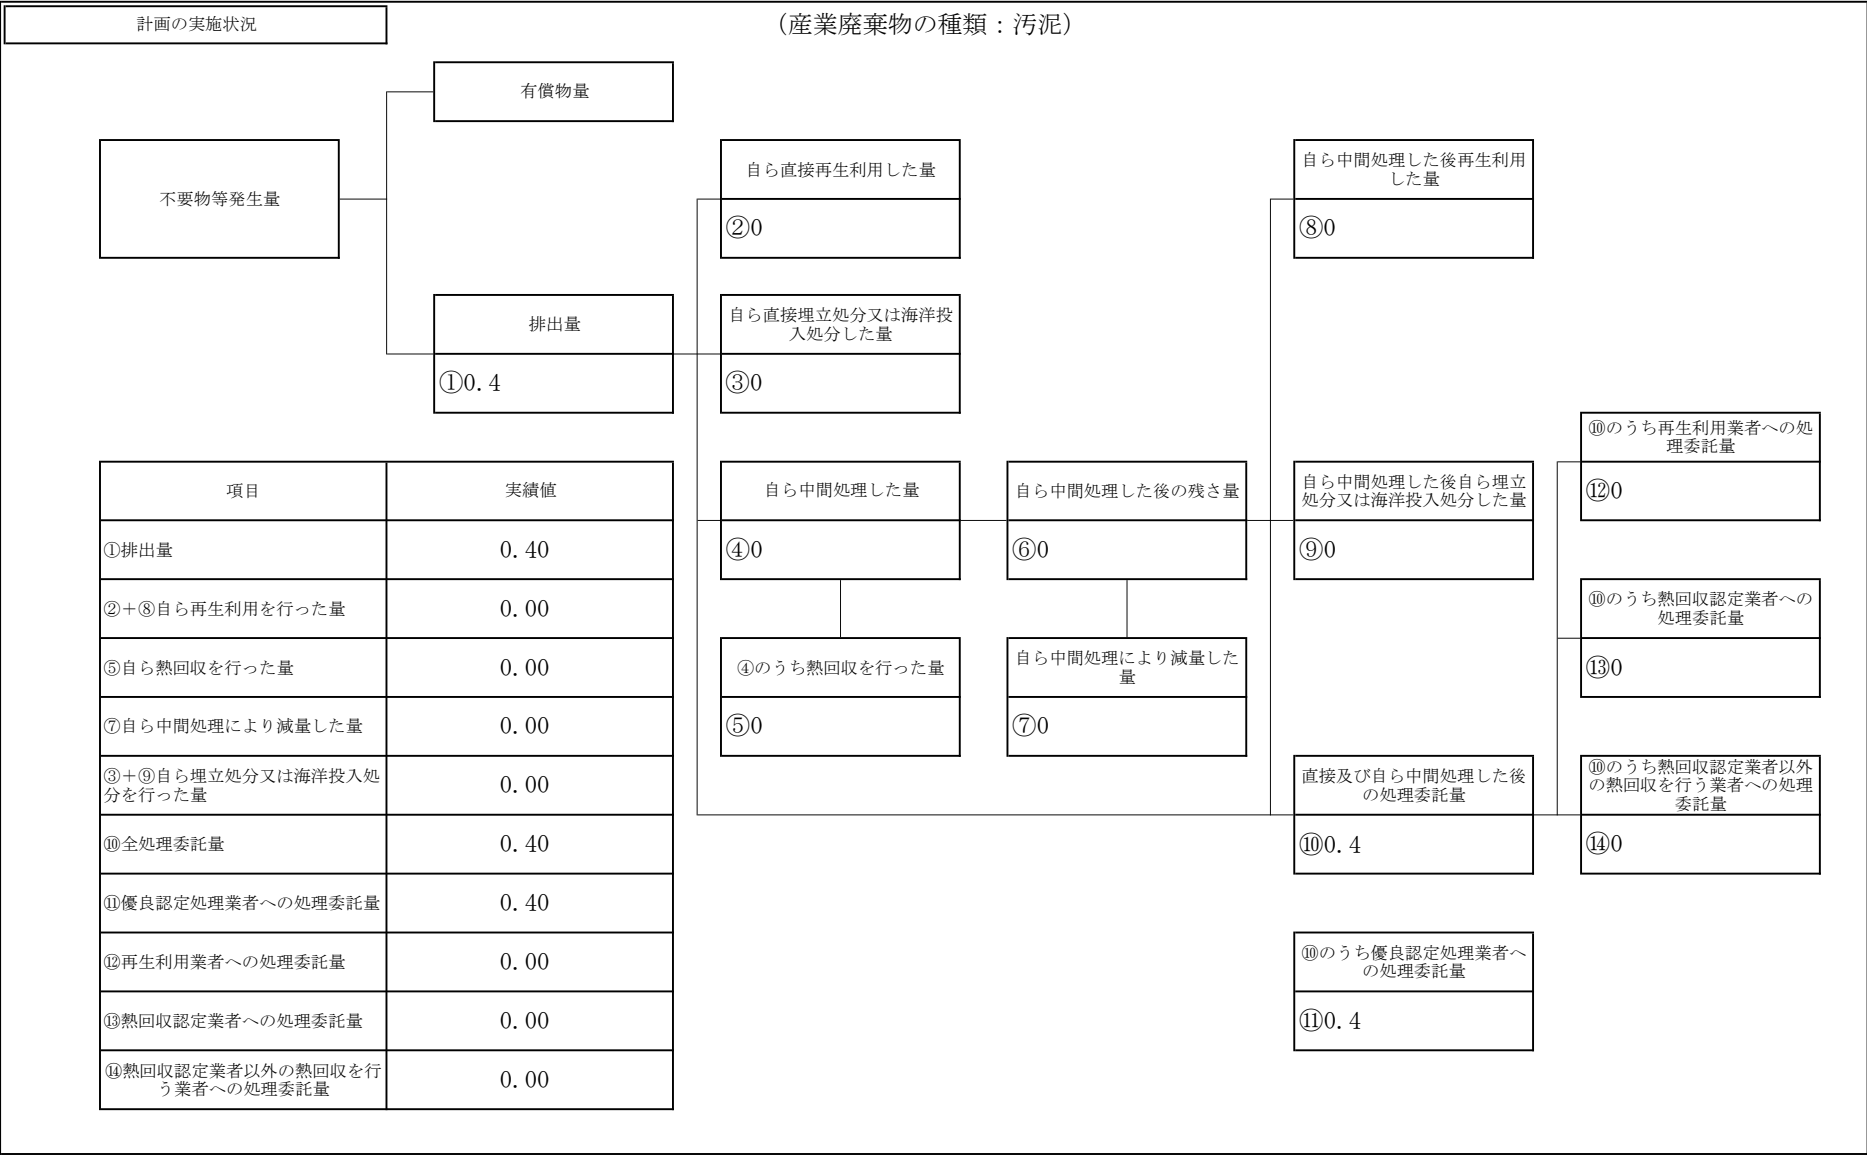 計画の実施状況
（産業廃棄物の種類：汚泥）
有償物量
不要物等発生量
自ら直接再生利用した量
②0
自ら中間処理した後再生利用
した量
⑧0
排出量
①0.4
自ら直接埋立処分又は海洋投
入処分した量
③0
⑩のうち再生利用業者への処
理委託量
⑫0
自ら中間処理した量
④0
自ら中間処理した後の残さ量
⑥0
自ら中間処理した後自ら埋立
処分又は海洋投入処分した量
⑨0
⑩のうち熱回収認定業者への
処理委託量
⑬0
④のうち熱回収を行った量
⑤0
自ら中間処理により減量した
量
⑦0
直接及び自ら中間処理した後
の処理委託量
⑩0.4
⑩のうち熱回収認定業者以外
の熱回収を行う業者への処理
委託量
⑭0
⑩のうち優良認定処理業者へ
の処理委託量
⑪0.4
項目 実績値
①排出量 0.40
②＋⑧自ら再生利用を行った量 0.00
⑤自ら熱回収を行った量 0.00
⑦自ら中間処理により減量した量 0.00
③＋⑨自ら埋立処分又は海洋投入処
分を行った量 0.00
⑩全処理委託量 0.40
⑪優良認定処理業者への処理委託量 0.40
⑫再生利用業者への処理委託量 0.00
⑬熱回収認定業者への処理委託量 0.00
⑭熱回収認定業者以外の熱回収を行
う業者への処理委託量 0.00